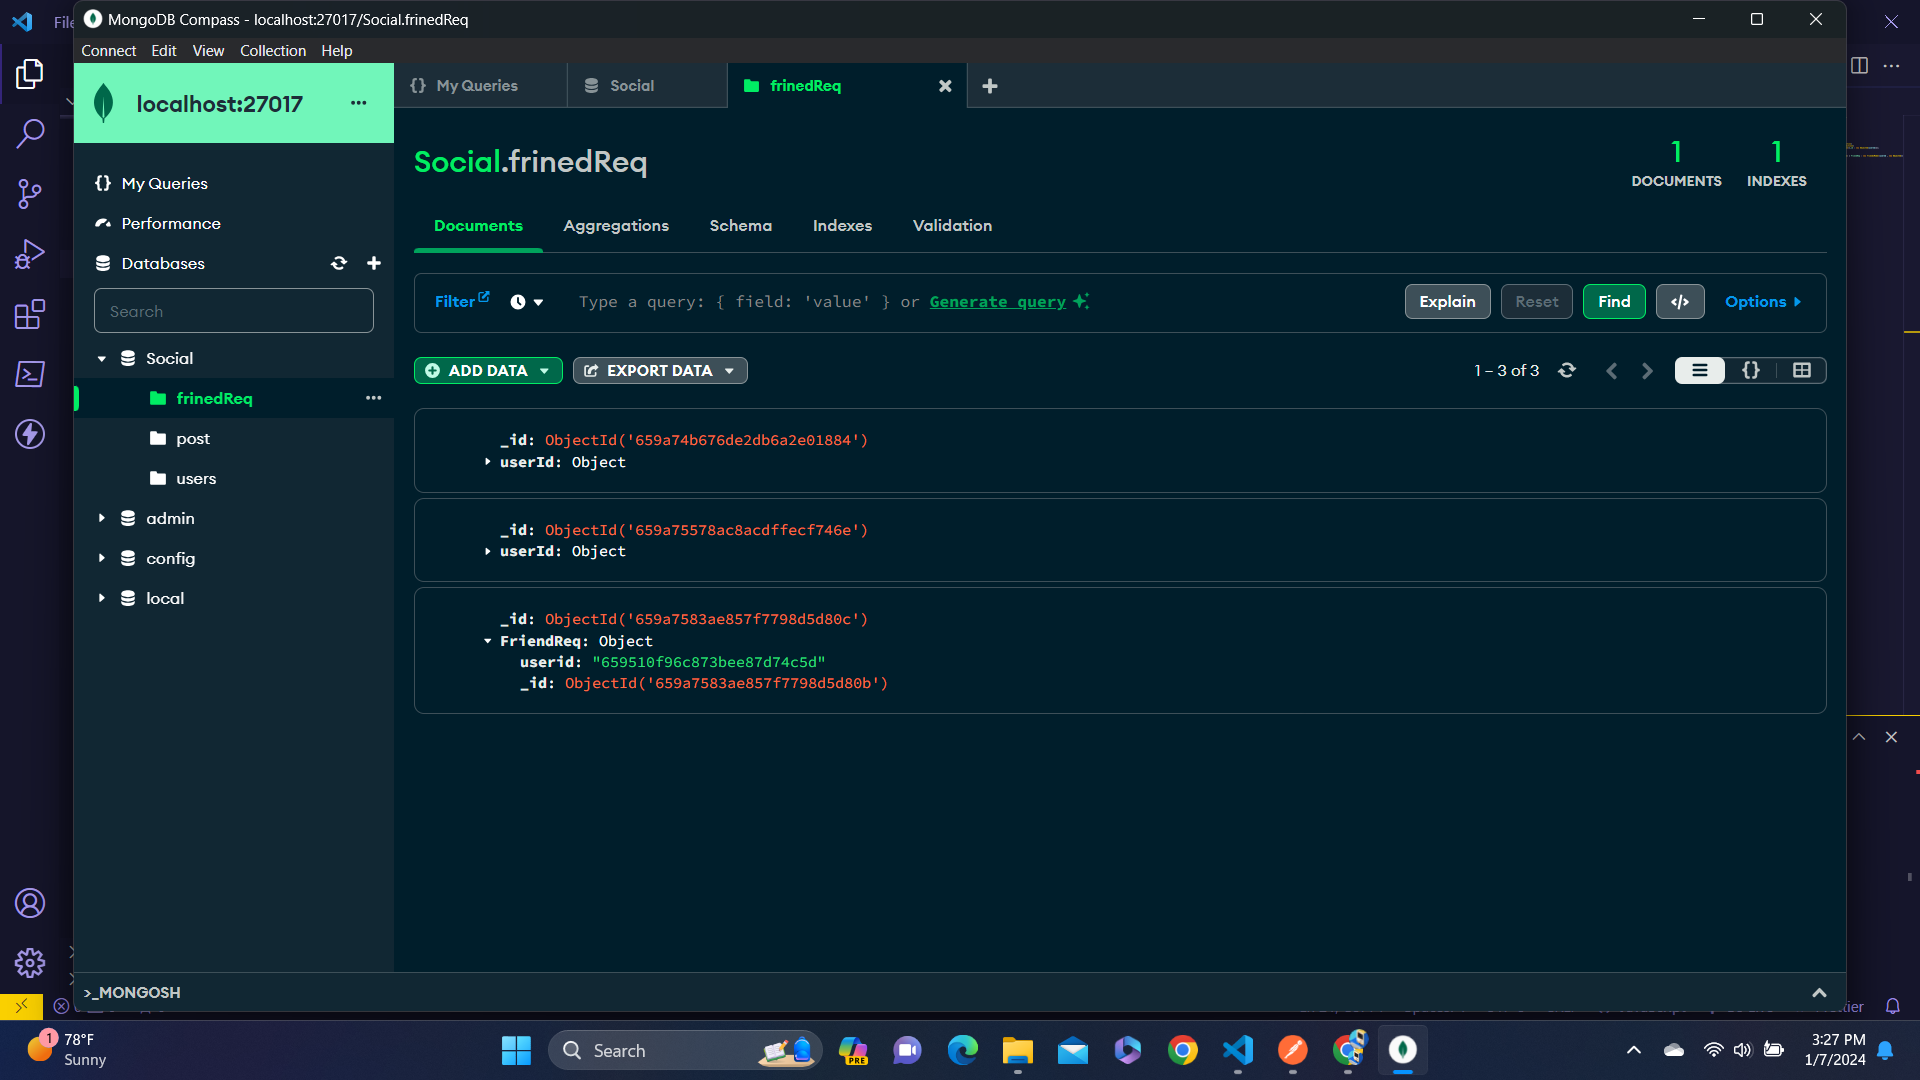 File
MongoDB Compass - localhost:27017/Social.frinedReq
Connect Edit View Collection Help
localhost:27017
My Queries
Social
frinedReq
Social.frinedReq
1
DOCUMENTS
1
INDEXES
My Queries
Performance
Databases
Search
Social
frinedReq
post
users
admin
config
local
Documents
Aggregations
Schema
Indexes
Validation
Filter
Type a query: { field: 'value' } or Generate query
Explain
Reset
Find
</>
Options
ADD DATA
EXPORT DATA
1 – 3 of 3
{}
_id: ObjectId('659a74b676de2db6a2e01884')
userId: Object
_id: ObjectId('659a75578ac8acdffecf746e')
userId: Object
_id: ObjectId('659a7583ae857f7798d5d80c')
FriendReq: Object
userid: "659510f96c873bee87d74c5d"
_id: ObjectId('659a7583ae857f7798d5d80b')
>_MONGOSH
1
78°F
Sunny
Search
PRE
3:27 PM
1/7/2024